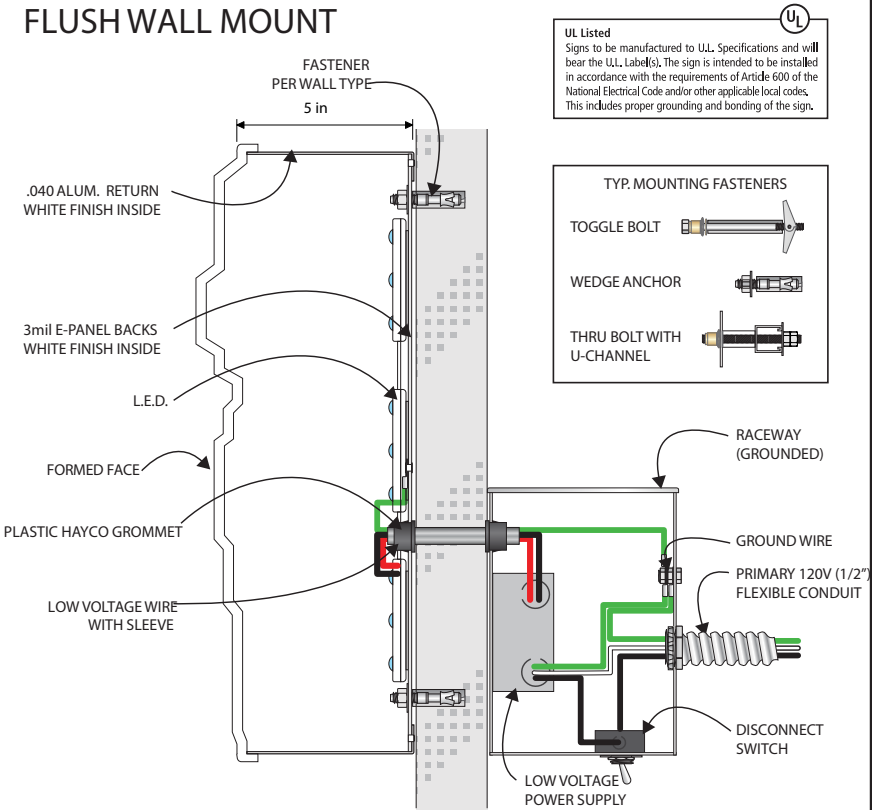 FLUSH WALL MOUNT
UL
UL Listed
Signs to be manufactured to U.L. Specifications and will
bear the U.L. Label(s). The sign is intended to be installed
in accordance with the requirements of Article 600 of the
National Electrical Code and/or other applicable local codes.
This includes proper grounding and bonding of the sign.
FASTENER
PER WALL TYPE
5 in
.040 ALUM. RETURN
WHITE FINISH INSIDE
3mil E-PANEL BACKS
WHITE FINISH INSIDE
L.E.D.
FORMED FACE
PLASTIC HAYCO GROMMET
LOW VOLTAGE WIRE
WITH SLEEVE
TYP. MOUNTING FASTENERS
TOGGLE BOLT
WEDGE ANCHOR
THRU BOLT WITH
U-CHANNEL
RACEWAY
(GROUNDED)
GROUND WIRE
PRIMARY 120V (1/2”)
FLEXIBLE CONDUIT
DISCONNECT
SWITCH
LOW VOLTAGE
POWER SUPPLY